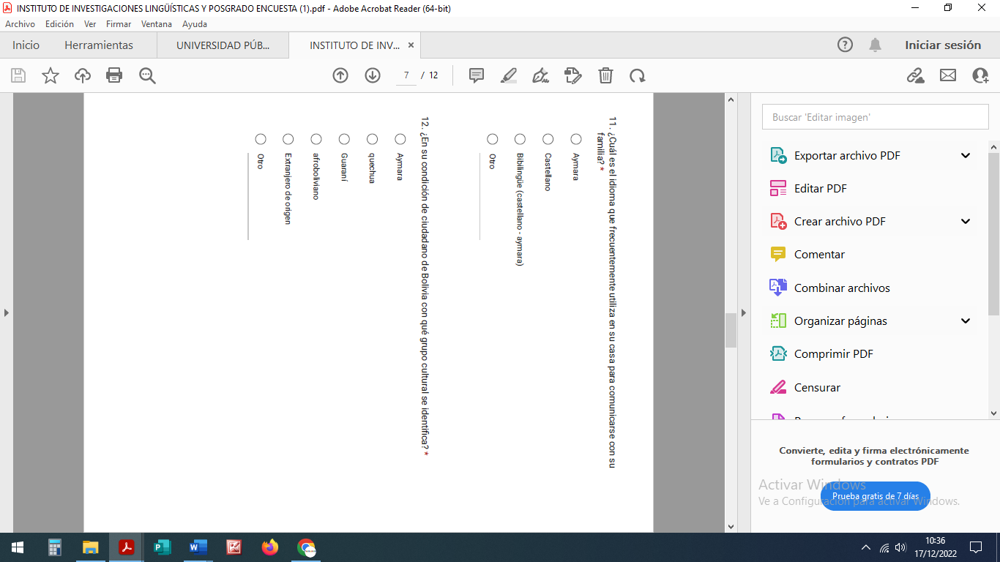 INSTITUTO DE INVESTIGACIONES LINGÜÍSTICAS Y POSGRADO ENCUESTA (1).pdf - Adobe Acrobat Reader (64-bit)
Archivo Edición Ver Firmar Ventana Ayuda
Inicio Herramientas UNIVERSIDAD PÚB... INSTITUTO DE INV... × Iniciar sesión
7 / 12
11. ¿Cuál es el idioma que frecuentemente utiliza en su casa para comunicarse con su
familia? *
Aymara
Castellano
Bibilingüe (castellano - aymara)
Otro
12. ¿En su condición de ciudadano de Bolivia con qué grupo cultural se identifica? *
Aymara
quechua
Guaraní
afroboliviano
Extranjero de origen
Otro
Buscar 'Editar imagen'
Exportar archivo PDF
Editar PDF
Crear archivo PDF
Comentar
Combinar archivos
Organizar páginas
Comprimir PDF
Censurar
Convierte, edita y firma electrónicamente
formularios y contratos PDF
Activar Windows
Prueba gratis de 7 días
Ve a Configuración para activar Windows.
10:36
17/12/2022